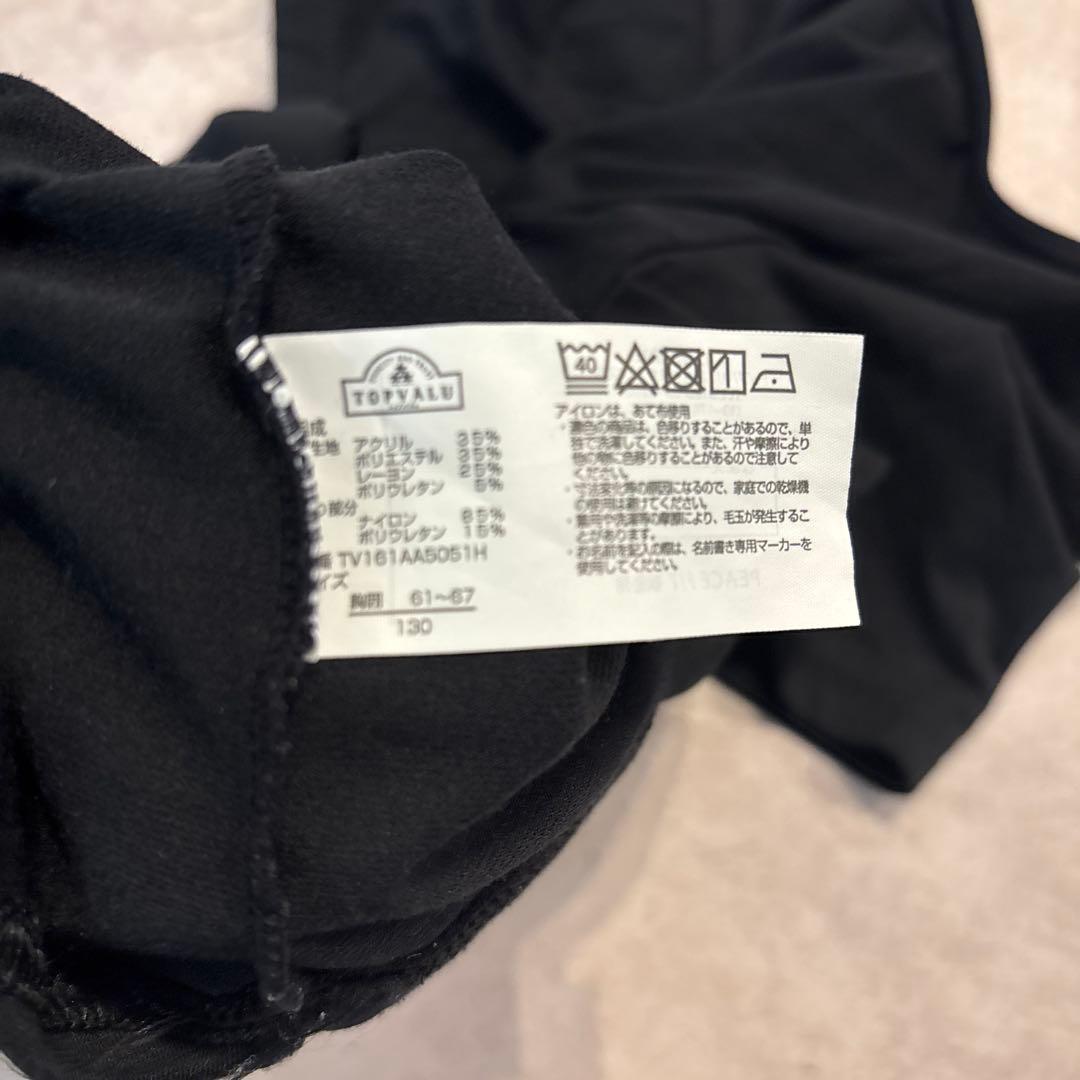 TOPVALU
組成
生地
アクリル 35%
ポリエステル 35%
レーヨン 25%
ポリウレタン 5%
の部分
ナイロン 85%
ポリウレタン 15%
番 TV161AA5051H
イズ
胸囲 61～67
130
40
アイロンは、あて布使用
・濃色の商品は、色移りすることがあるので、単
独で洗濯してください。また、汗や摩擦により
他の物に色移りすることがあるので注意して
ください。
・寸法変化等の原因になるので、家庭での乾燥機
の使用は避けてください。
・着用や洗濯等の摩擦により、毛玉が発生するこ
とがあります。
・お名前を記入の際は、名前書き専用マーカーを
使用してください。
PEACE FIT